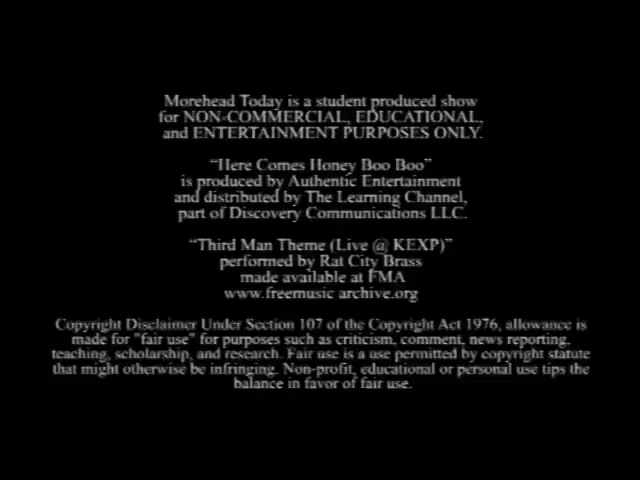 Morehead Today is a student produced show
for NON-COMMERCIAL, EDUCATIONAL,
and ENTERTAINMENT PURPOSES ONLY.
“Here Comes Honey Boo Boo”
is produced by Authentic Entertainment
and distributed by The Learning Channel,
part of Discovery Communications LLC.
“Third Man Theme (Live @ KEXP)”
performed by Rat City Brass
made available at FMA
www.freemusic archive.org
Copyright Disclaimer Under Section 107 of the Copyright Act 1976, allowance is
made for "fair use" for purposes such as criticism, comment, news reporting,
teaching, scholarship, and research. Fair use is a use permitted by copyright statute
that might otherwise be infringing. Non-profit, educational or personal use tips the
balance in favor of fair use.